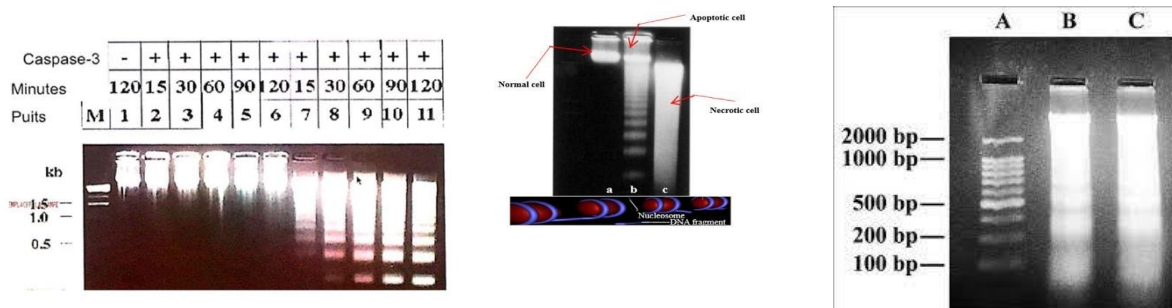 Caspase-3 - + + + + + + + + + +
Minutes 120 15 30 60 90 120 15 30 60 90 120
Puits M 1 2 3 4 5 6 7 8 9 10 11
kb
1.5
1.0
0.5
Apoptotic cell
Normal cell
Necrotic cell
a b c
Nucleosome
DNA fragment
A B C
2000 bp
1000 bp
500 bp
200 bp
100 bp